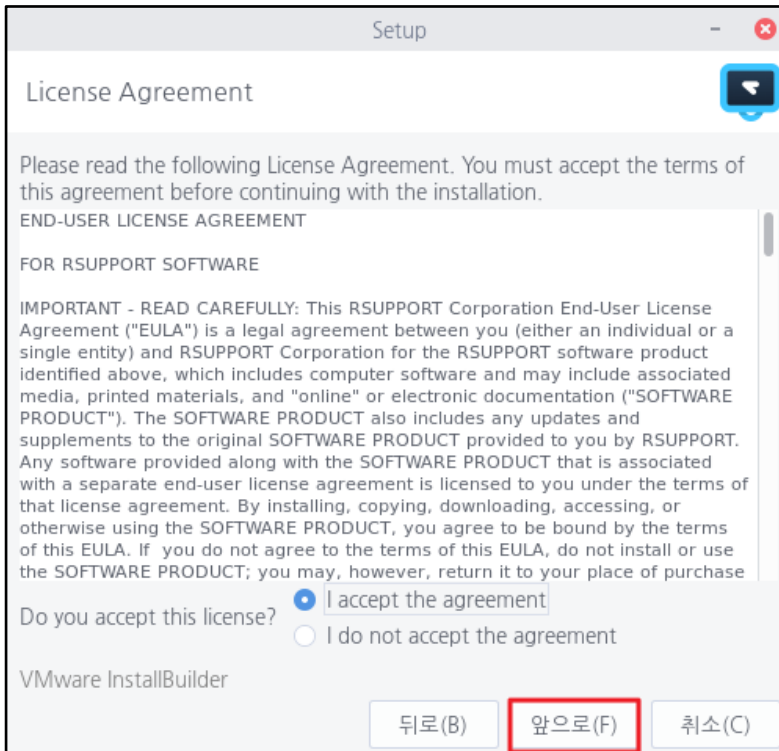 Setup
License Agreement
Please read the following License Agreement. You must accept the terms of
this agreement before continuing with the installation.
END-USER LICENSE AGREEMENT
FOR RSUPPORT SOFTWARE
IMPORTANT - READ CAREFULLY: This RSUPPORT Corporation End-User License
Agreement ("EULA") is a legal agreement between you (either an individual or a
single entity) and RSUPPORT Corporation for the RSUPPORT software product
identified above, which includes computer software and may include associated
media, printed materials, and "online" or electronic documentation ("SOFTWARE
PRODUCT"). The SOFTWARE PRODUCT also includes any updates and
supplements to the original SOFTWARE PRODUCT provided to you by RSUPPORT.
Any software provided along with the SOFTWARE PRODUCT that is associated
with a separate end-user license agreement is licensed to you under the terms of
that license agreement. By installing, copying, downloading, accessing, or
otherwise using the SOFTWARE PRODUCT, you agree to be bound by the terms
of this EULA. If  you do not agree to the terms of this EULA, do not install or use
the SOFTWARE PRODUCT; you may, however, return it to your place of purchase
Do you accept this license?
I accept the agreement
I do not accept the agreement
VMware InstallBuilder
뒤로(B)
앞으로(F)
취소(C)